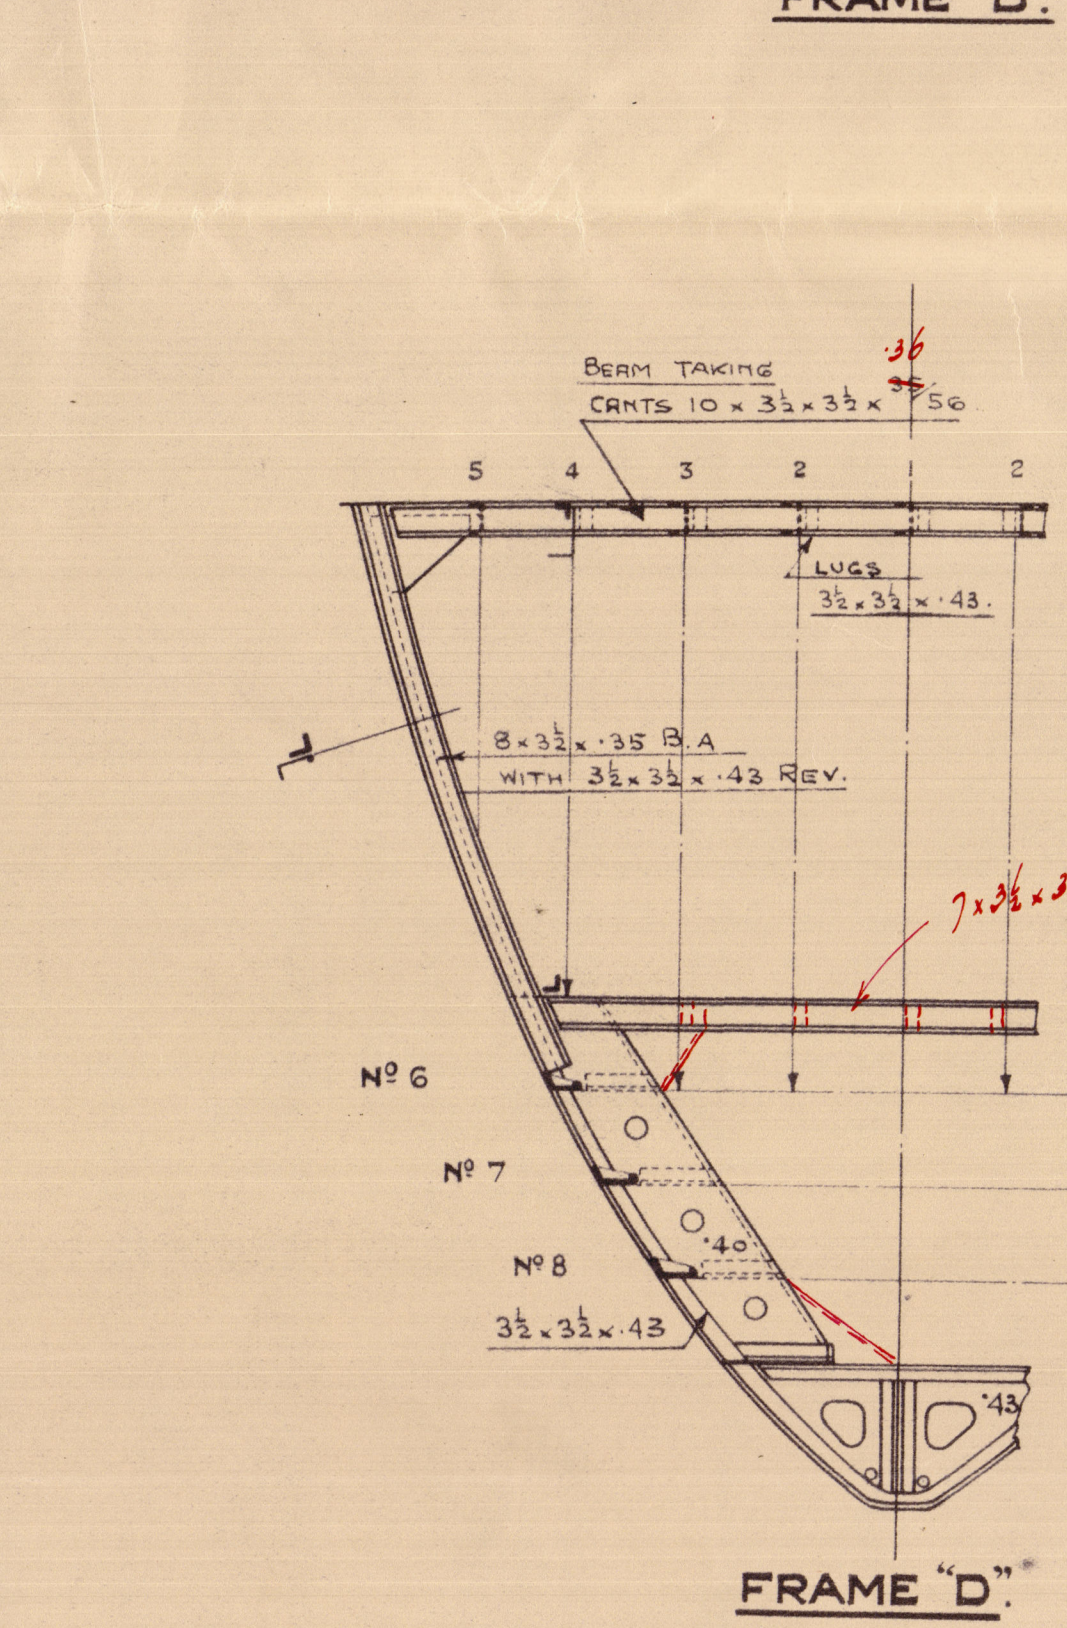 FRAME "B".
·36
BEAM TAKING
CANTS 10 x 3½ x 3½ x 35/56
5 4 3 2 1 2
LUGS
3½ x 3½ x ·43.
8 x 3½ x ·35 B.A
WITH 3½ x 3½ x ·43 REV.
7 x 3½ x 3
Nº 6
Nº 7
·40
Nº 8
3½ x 3½ x ·43
·43
FRAME "D".